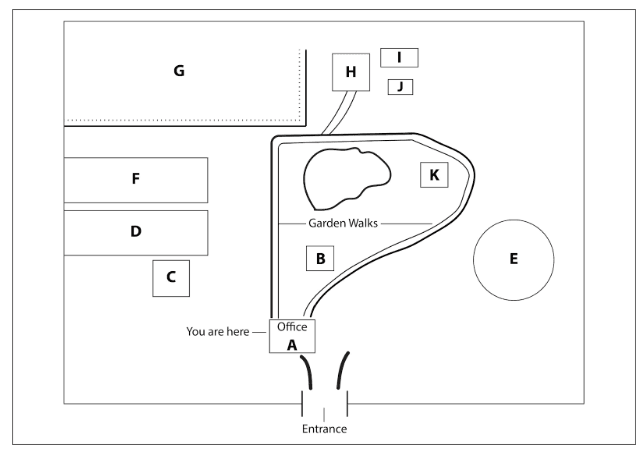 G
H
I
J
F
K
D
Garden Walks
B
E
C
You are here
Office
A
Entrance